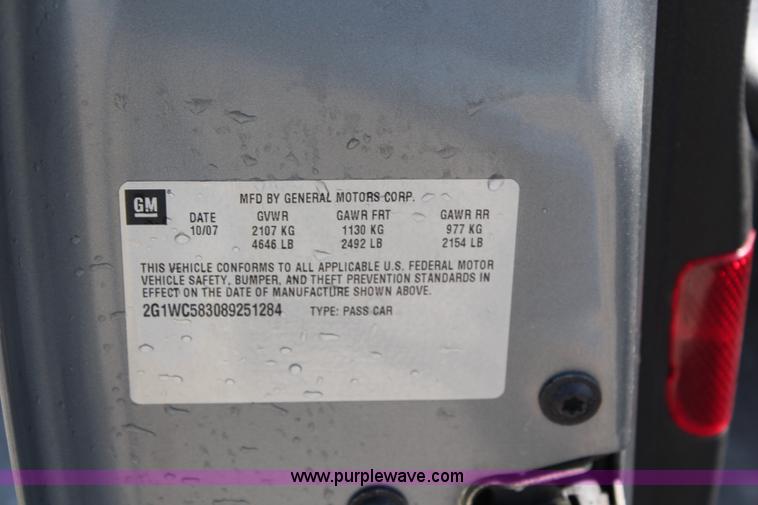 GM
MFD BY GENERAL MOTORS CORP.
DATE GVWR GAWR FRT GAWR RR
10/07 2107 KG 1130 KG 977 KG
4646 LB 2492 LB 2154 LB
THIS VEHICLE CONFORMS TO ALL APPLICABLE U.S. FEDERAL MOTOR
VEHICLE SAFETY, BUMPER, AND THEFT PREVENTION STANDARDS IN
EFFECT ON THE DATE OF MANUFACTURE SHOWN ABOVE.
2G1WC583089251284 TYPE: PASS CAR
www.purplewave.com